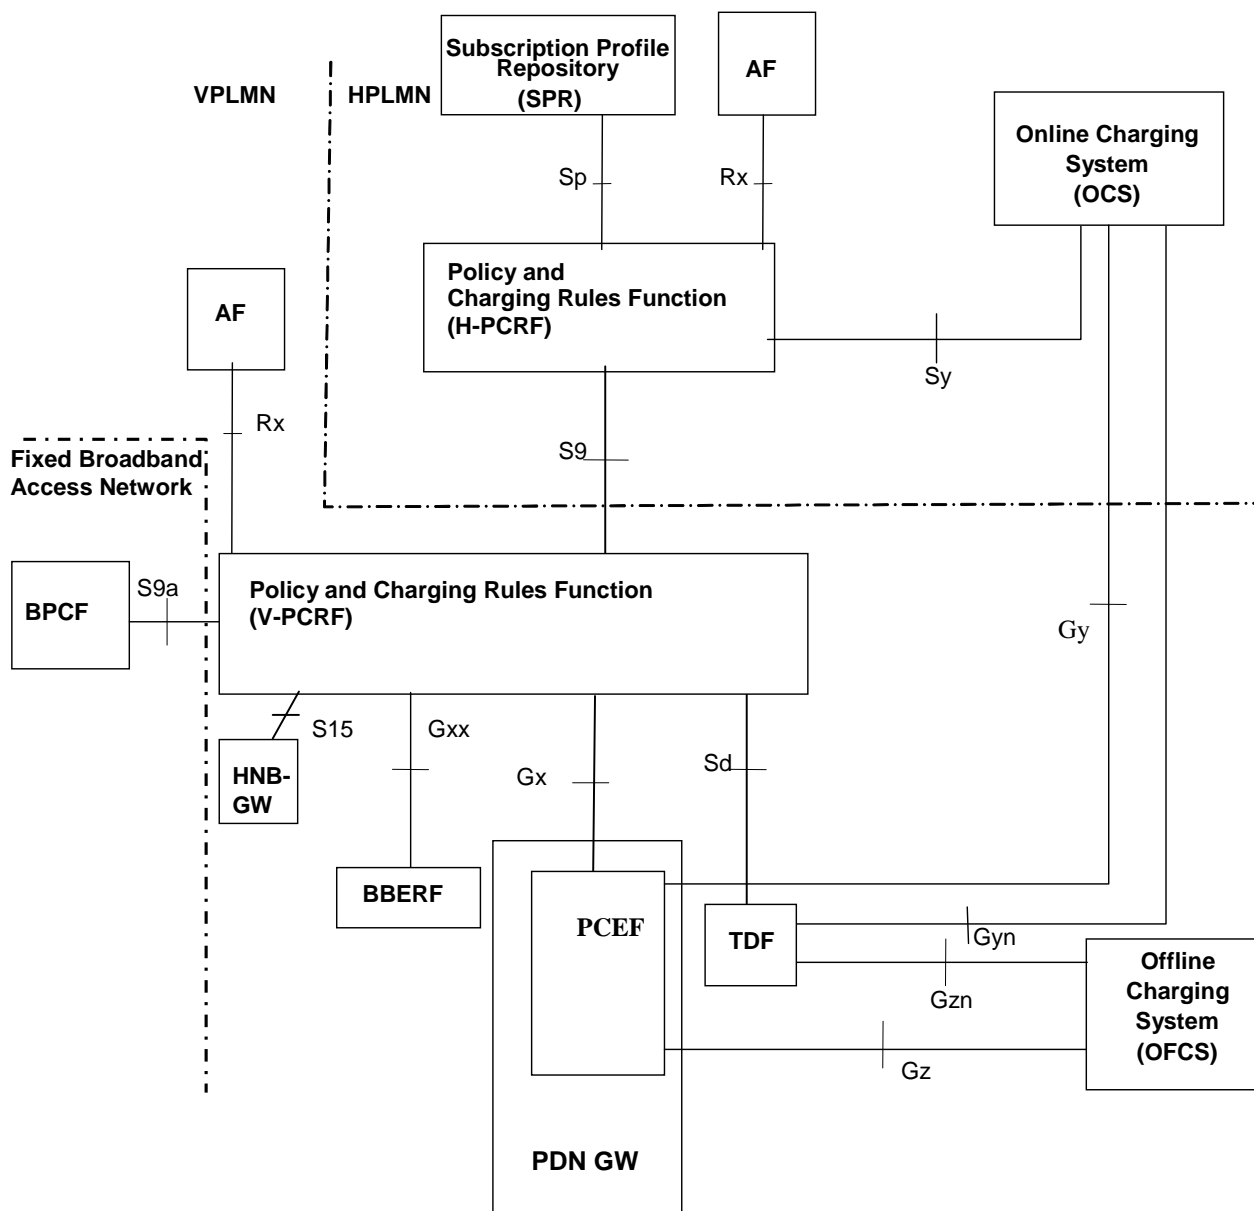 Subscription Profile
Repository
(SPR)
AF
VPLMN
HPLMN
Online Charging
System
(OCS)
Sp
Rx
Policy and
Charging Rules Function
(H-PCRF)
AF
Sy
Rx
S9
Fixed Broadband
Access Network
BPCF
S9a
Policy and Charging Rules Function
(V-PCRF)
Gy
S15
Gxx
Gx
Sd
HNB-
GW
BBERF
PCEF
TDF
Gyn
Gzn
Offline
Charging
System
(OFCS)
Gz
PDN GW